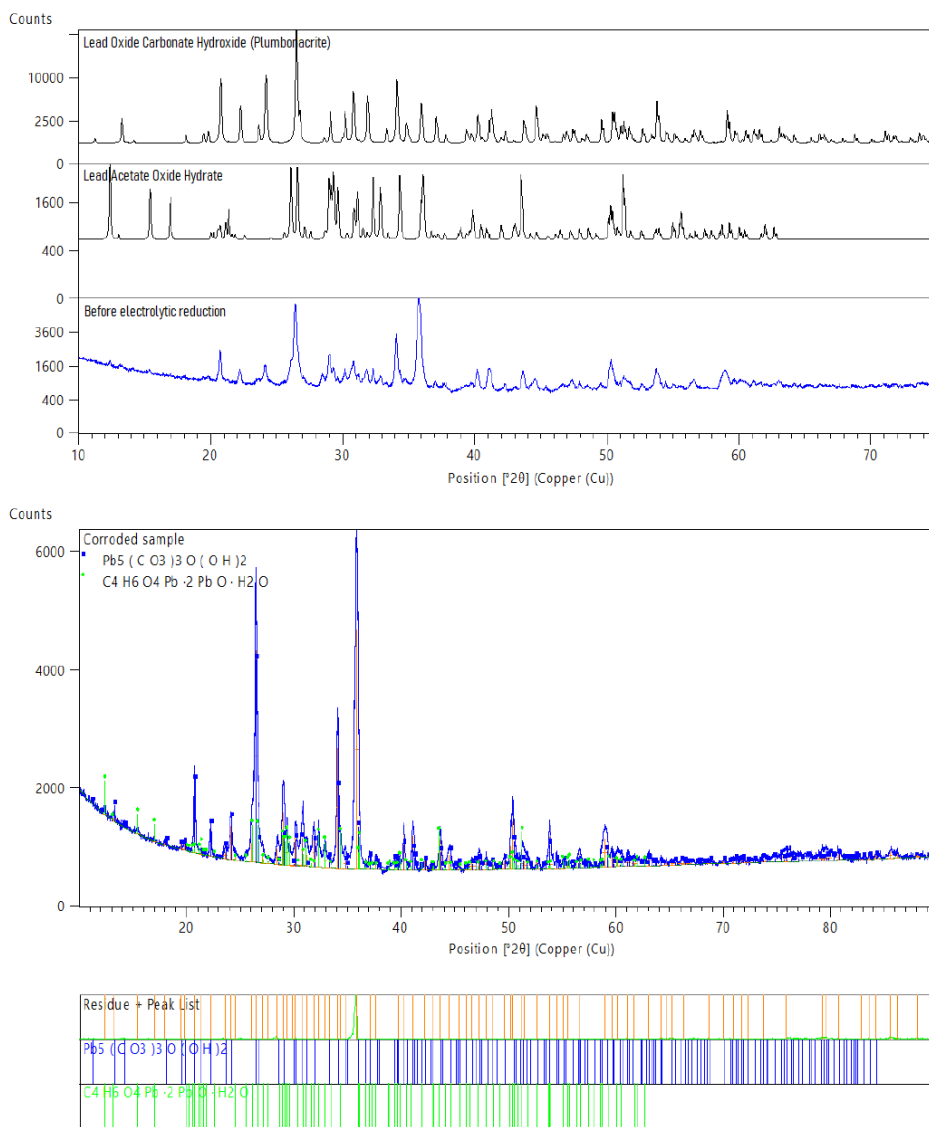 Counts
Lead Oxide Carbonate Hydroxide (Plumbonacrite)
10000
2500
0
Lead Acetate Oxide Hydrate
1600
400
0
Before electrolytic reduction
3600
1600
400
0
10 20 30 40 50 60 70
Position [°2θ] (Copper (Cu))
Counts
Corroded sample
6000
Pb5 ( C O3 )3 O ( O H )2
C4 H6 O4 Pb ·2 Pb O · H2 O
4000
2000
0
20 30 40 50 60 70 80
Position [°2θ] (Copper (Cu))
Residue + Peak List
Pb5 ( C O3 )3 O ( O H )2
C4 H6 O4 Pb ·2 Pb O · H2 O